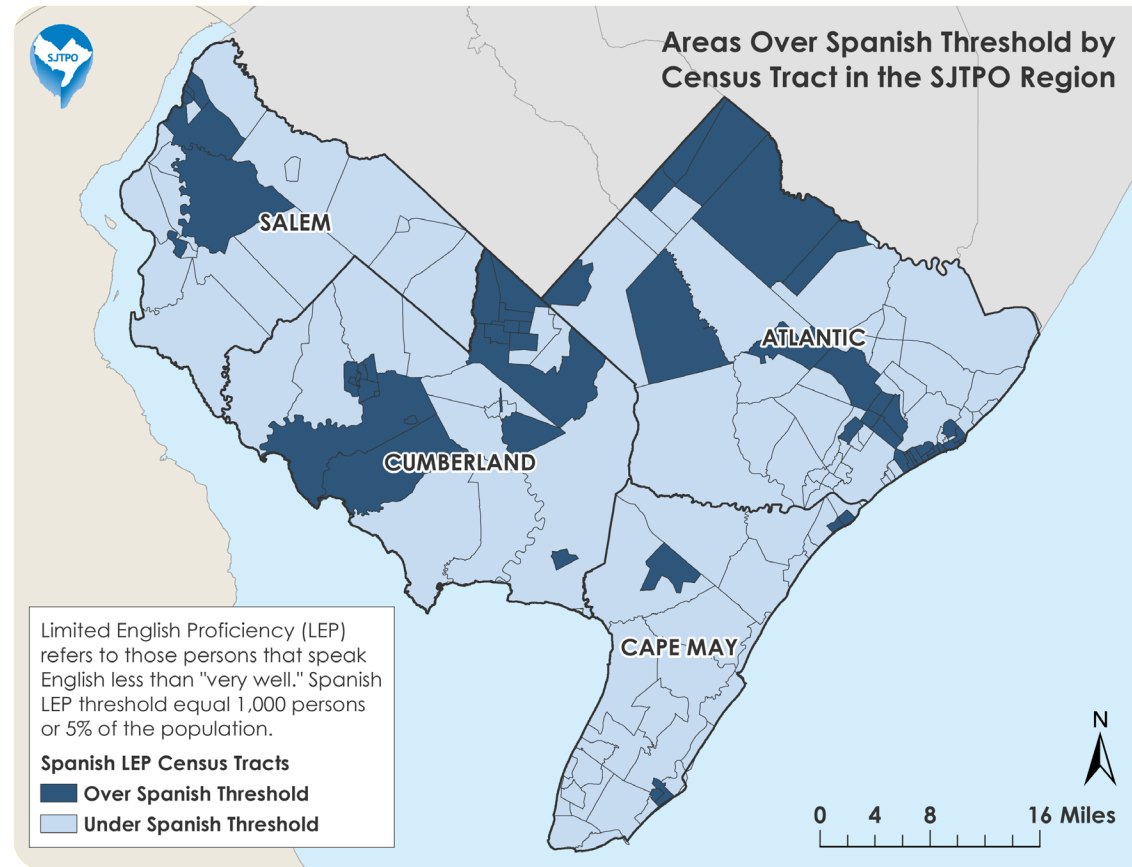 SJTPO
Areas Over Spanish Threshold by
Census Tract in the SJTPO Region
SALEM
ATLANTIC
CUMBERLAND
CAPE MAY
Limited English Proficiency (LEP)
refers to those persons that speak
English less than "very well." Spanish
LEP threshold equal 1,000 persons
or 5% of the population.
Spanish LEP Census Tracts
Over Spanish Threshold
Under Spanish Threshold
N
0 4 8 16 Miles